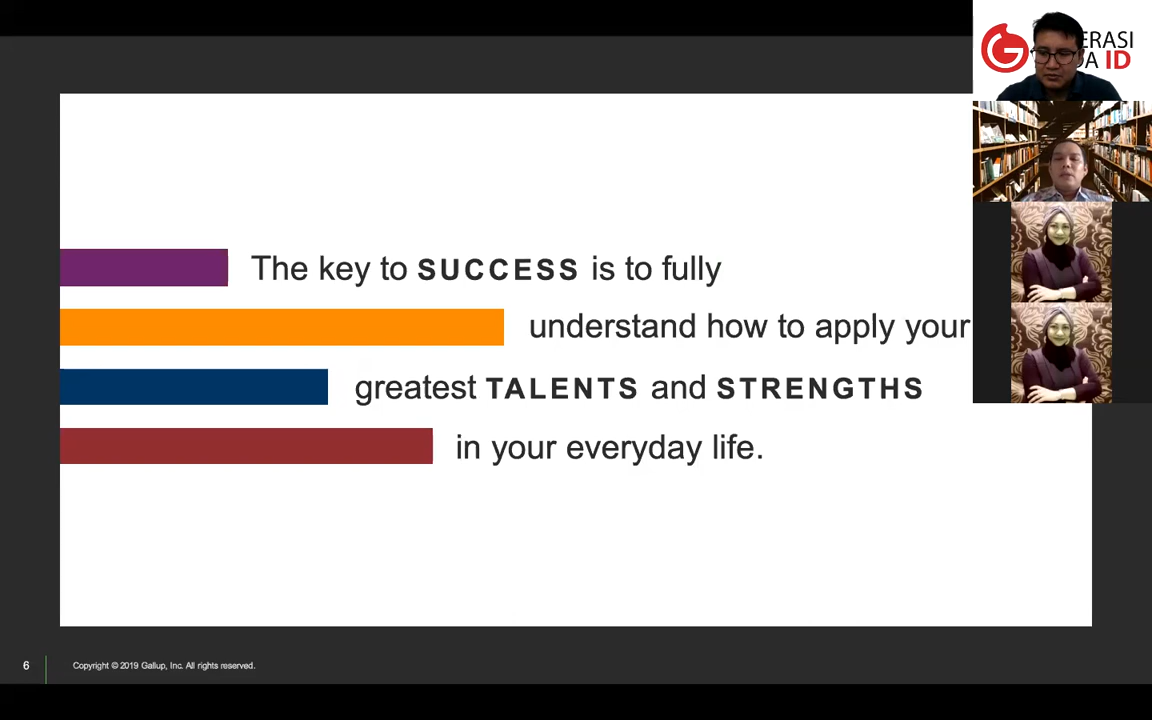 The key to SUCCESS is to fully
understand how to apply your
greatest TALENTS and STRENGTHS
in your everyday life.
ERASI
A ID
6
Copyright © 2019 Gallup, Inc. All rights reserved.